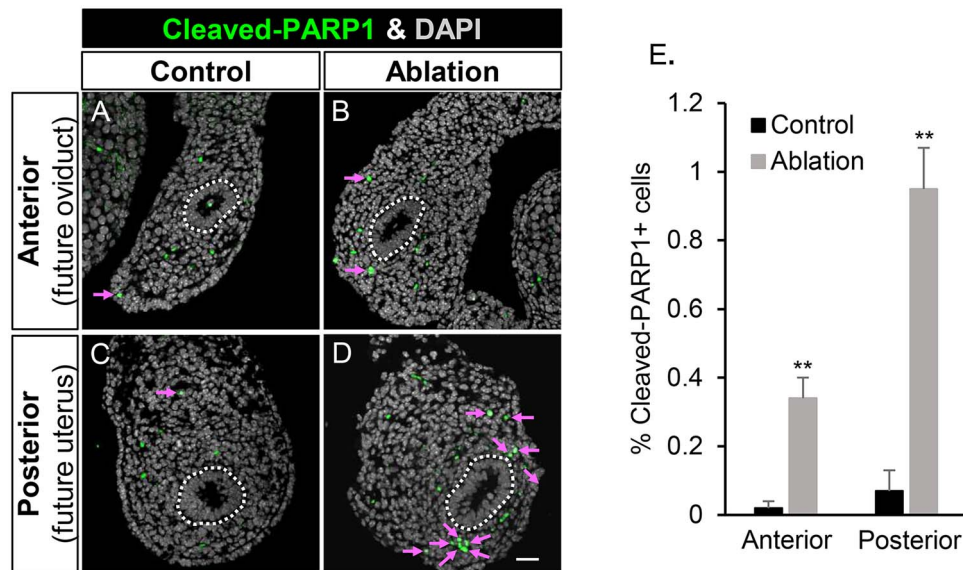 Cleaved-PARP1 & DAPI
Control
Ablation
Anterior
(future oviduct)
Posterior
(future uterus)
A
B
C
D
E.
% Cleaved-PARP1+ cells
1.2
1
0.8
0.6
0.4
0.2
0
Control
Ablation
**
**
Anterior
Posterior